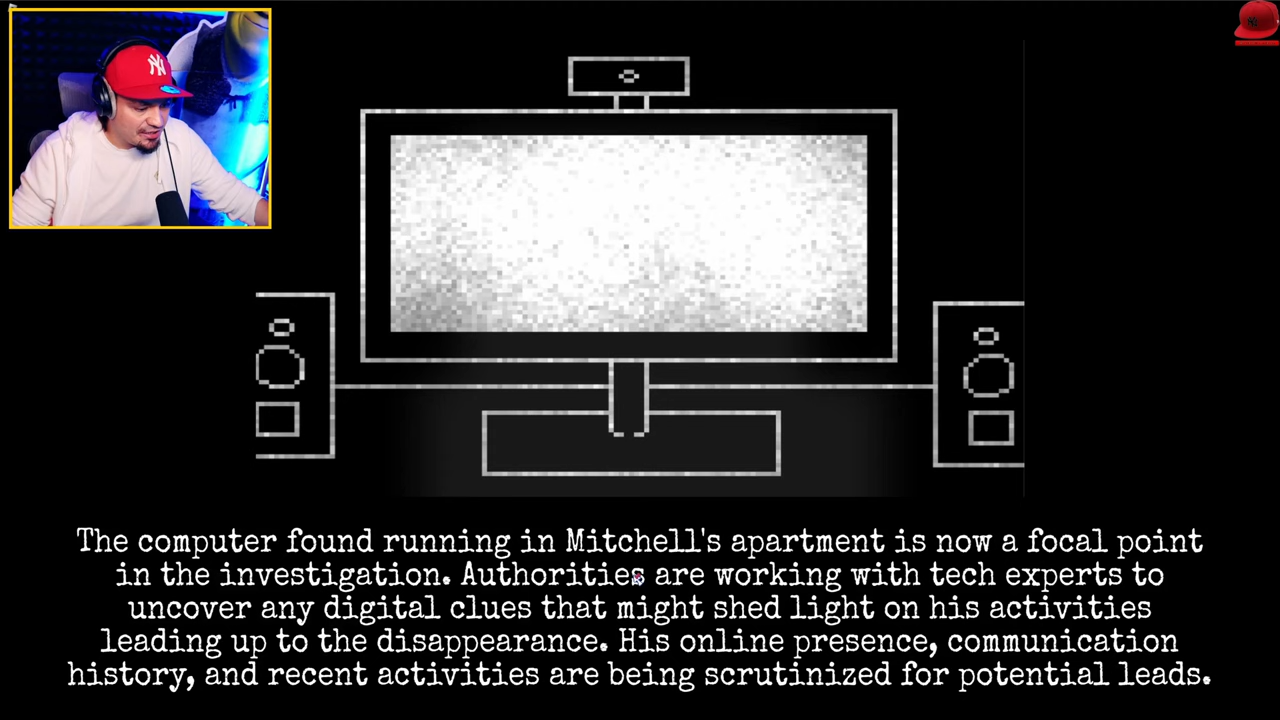 The computer found running in Mitchell's apartment is now a focal point
in the investigation. Authorities are working with tech experts to
uncover any digital clues that might shed light on his activities
leading up to the disappearance. His online presence, communication
history, and recent activities are being scrutinized for potential leads.